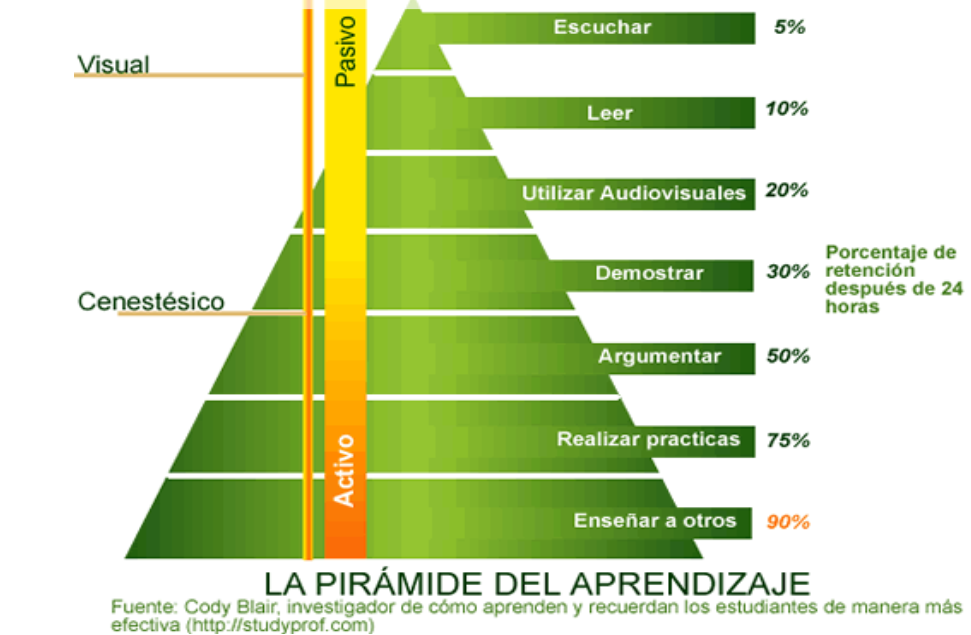 Escuchar 5%
Visual
Pasivo
Leer 10%
Utilizar Audiovisuales 20%
Demostrar 30%
Porcentaje de
retención
después de 24
horas
Cenestésico
Argumentar 50%
Realizar practicas 75%
Activo
Enseñar a otros 90%
LA PIRÁMIDE DEL APRENDIZAJE
Fuente: Cody Blair, investigador de cómo aprenden y recuerdan los estudiantes de manera más
efectiva (http://studyprof.com)